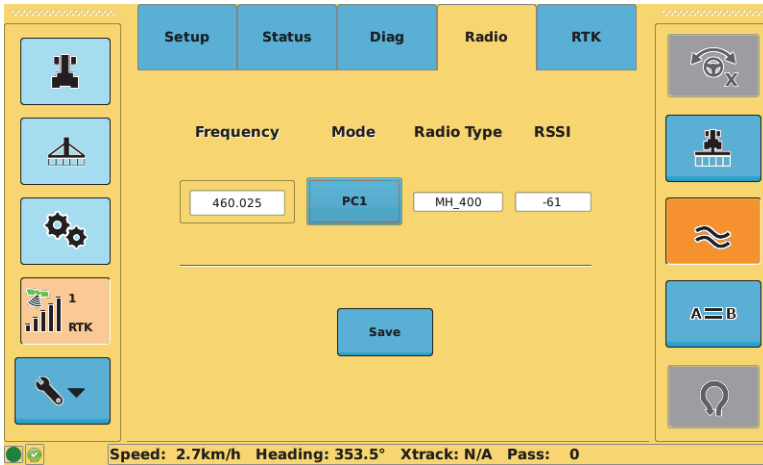 Setup Status Diag Radio RTK
Frequency Mode Radio Type RSSI
460.025 PC1 MH_400 -61
Save
1
RTK
X
A=B
Speed: 2.7km/h Heading: 353.5° Xtrack: N/A Pass: 0